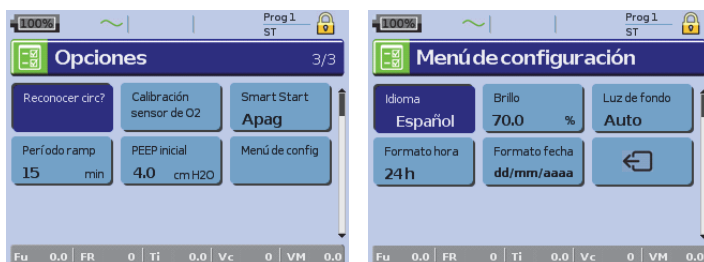 100%
Prog 1
ST
Opciones
3/3
Reconocer circ?
Calibración
sensor de O2
Smart Start
Apag
Período ramp
15 min
PEEP inicial
4.0 cmH2O
Menú de config
Fu 0.0 FR 0 Ti 0.0 Vc 0 VM 0.0
100%
Prog 1
ST
Menú de configuración
Idioma
Español
Brillo
70.0 %
Luz de fondo
Auto
Formato hora
24h
Formato fecha
dd/mm/aaaa
Fu 0.0 FR 0 Ti 0.0 Vc 0 VM 0.0